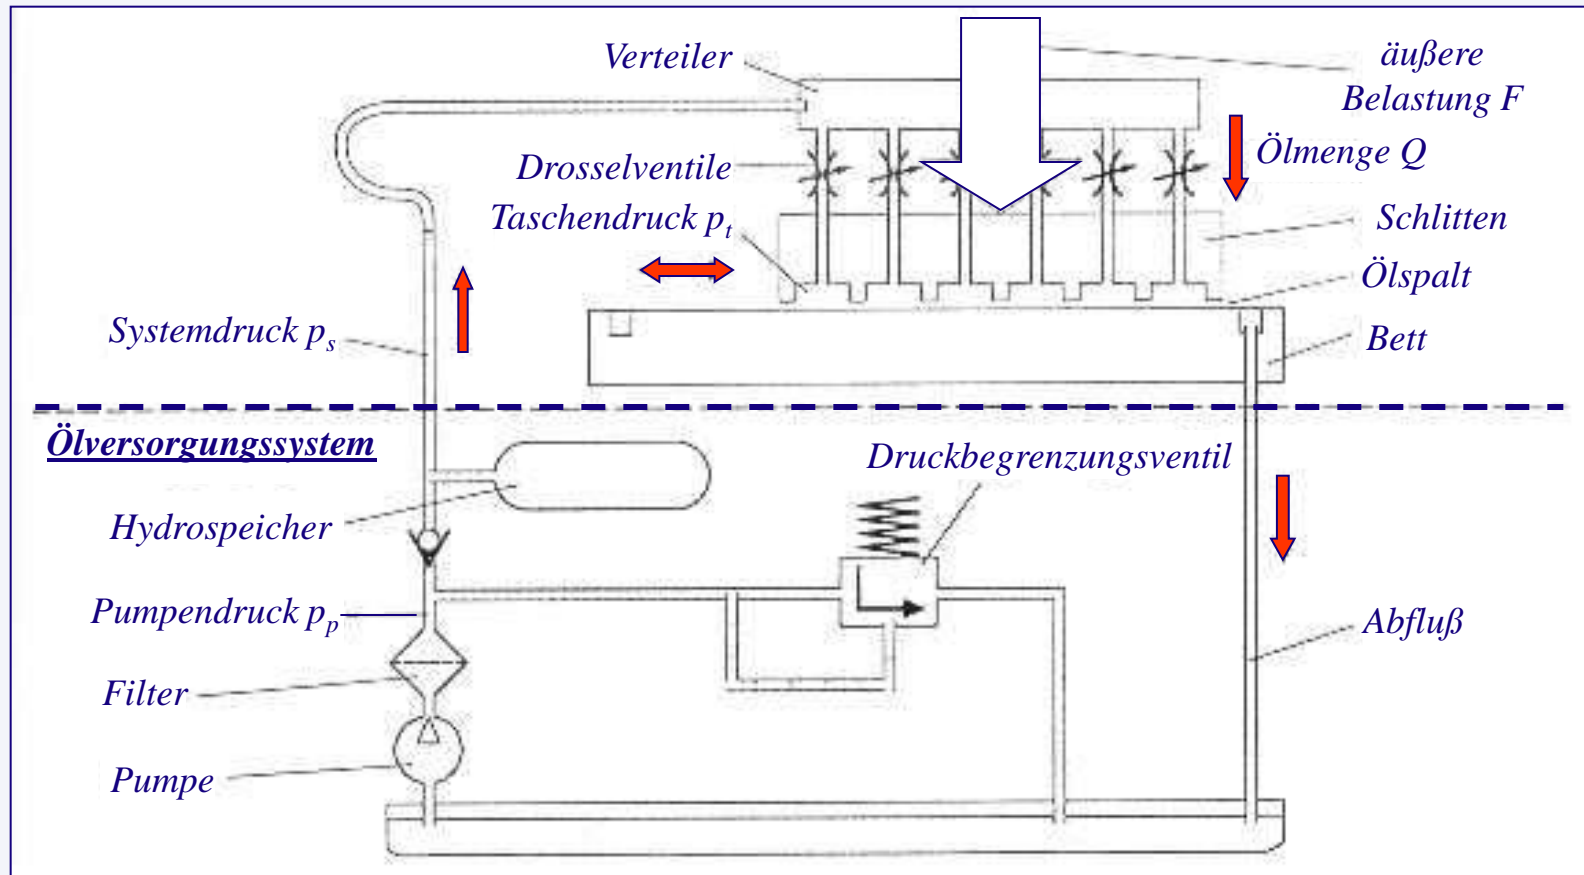 Verteiler
äußere
Belastung F
Drosselventile
Ölmenge Q
Taschendruck pt
Schlitten
Ölspalt
Systemdruck ps
Bett
Ölversorgungssystem
Druckbegrenzungsventil
Hydrospeicher
Pumpendruck pp
Abfluß
Filter
Pumpe